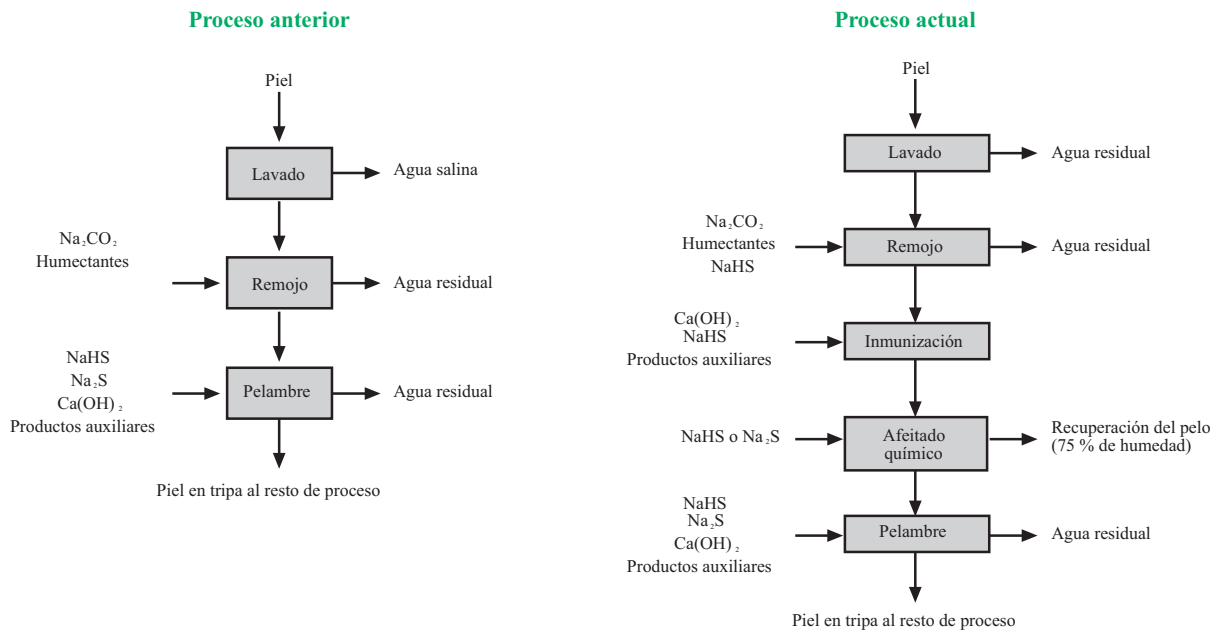 Proceso anterior
Piel
Lavado
Agua salina
Na₂CO₂
Humectantes
Remojo
Agua residual
NaHS
Na₂S
Ca(OH)₂
Productos auxiliares
Pelambre
Agua residual
Piel en tripa al resto de proceso
Proceso actual
Piel
Lavado
Agua residual
Na₂CO₂
Humectantes
NaHS
Remojo
Agua residual
Ca(OH)₂
NaHS
Productos auxiliares
Inmunización
NaHS o Na₂S
Afeitado
químico
Recuperación del pelo
(75 % de humedad)
NaHS
Na₂S
Ca(OH)₂
Productos auxiliares
Pelambre
Agua residual
Piel en tripa al resto de proceso